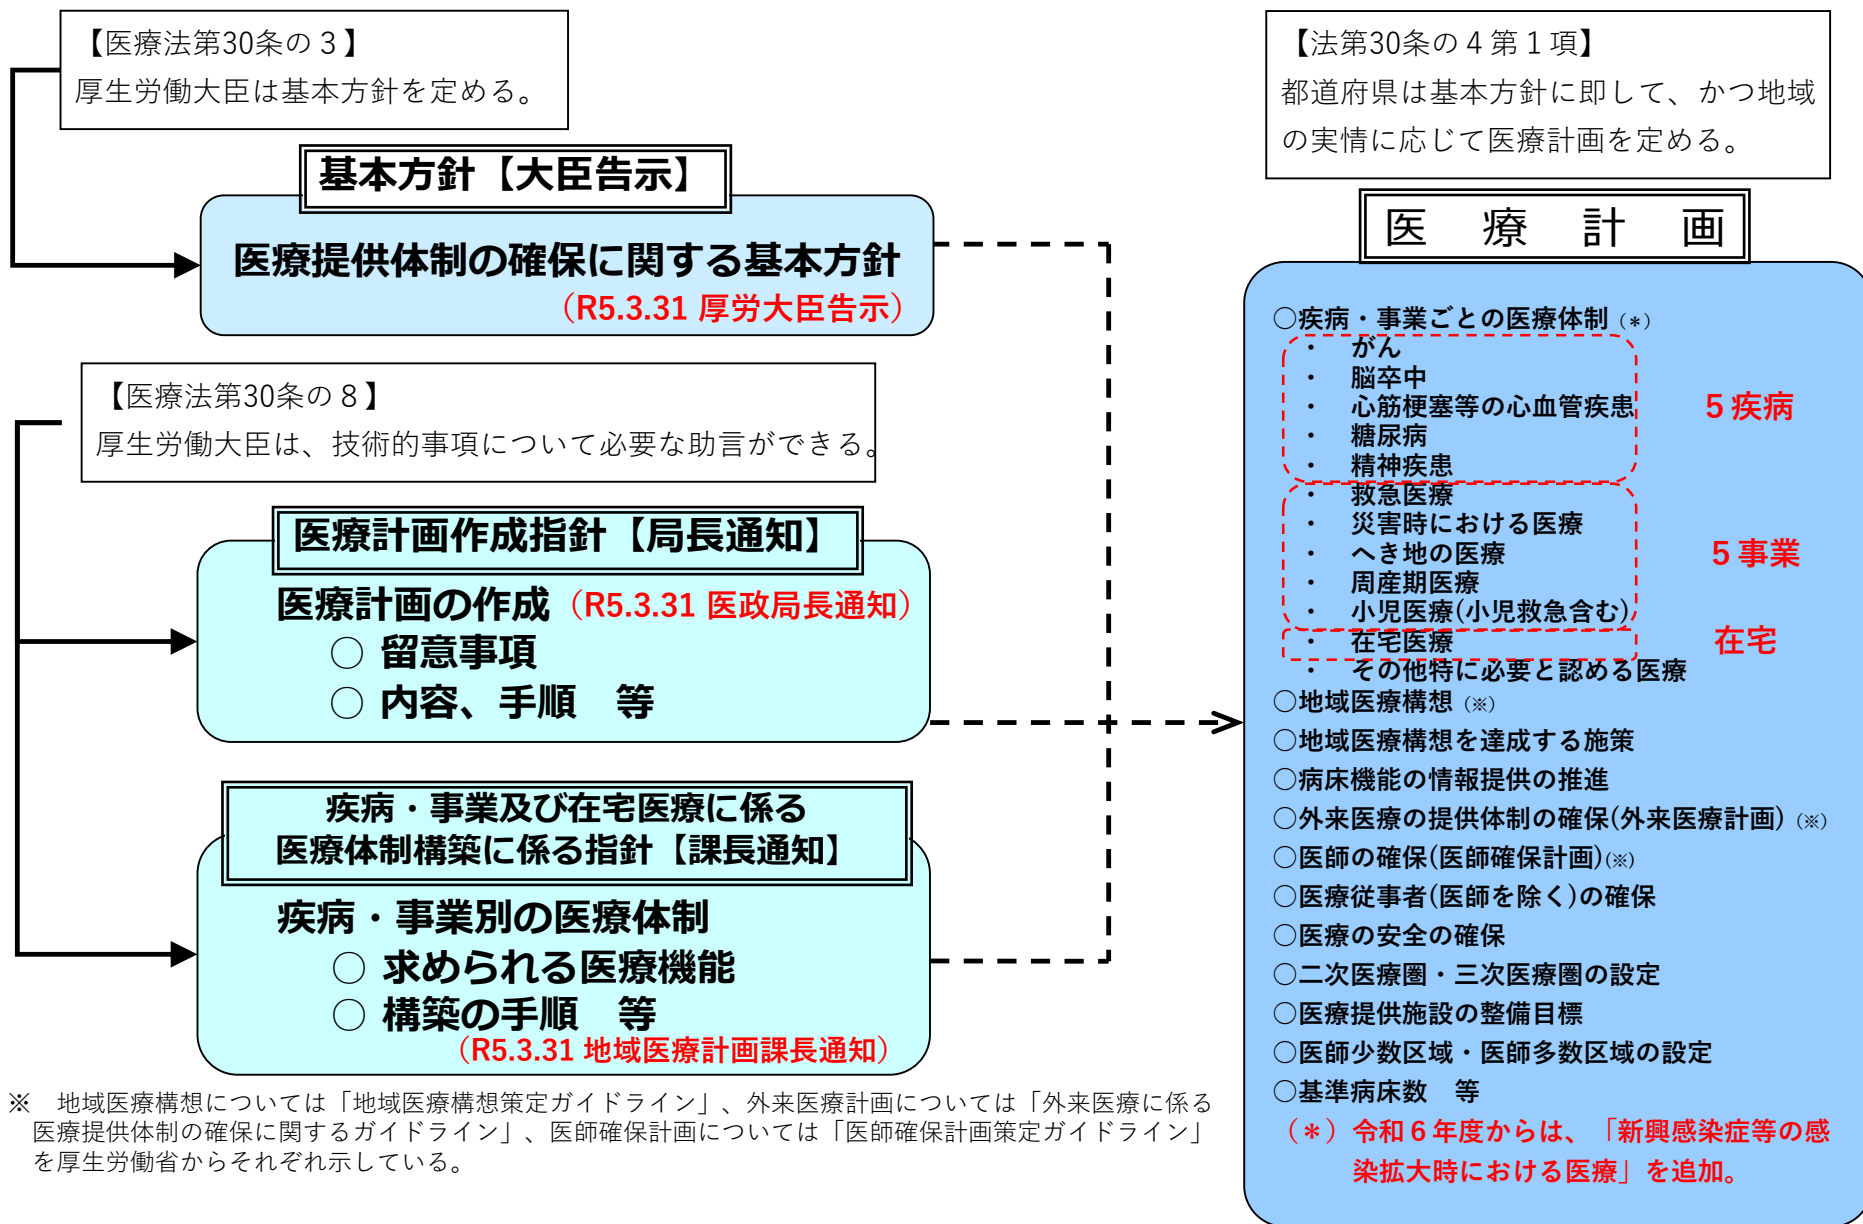 【医療法第30条の３】
厚生労働大臣は基本方針を定める。
基本方針【大臣告示】
医療提供体制の確保に関する基本方針
（R5.3.31 厚労大臣告示）
【医療法第30条の８】
厚生労働大臣は、技術的事項について必要な助言ができる。
医療計画作成指針【局長通知】
医療計画の作成（R5.3.31 医政局長通知）
○ 留意事項
○ 内容、手順　等
疾病・事業及び在宅医療に係る
医療体制構築に係る指針【課長通知】
疾病・事業別の医療体制
○ 求められる医療機能
○ 構築の手順　等
（R5.3.31 地域医療計画課長通知）
※　地域医療構想については「地域医療構想策定ガイドライン」、外来医療計画については「外来医療に係る
医療提供体制の確保に関するガイドライン」、医師確保計画については「医師確保計画策定ガイドライン」
を厚生労働省からそれぞれ示している。
【法第30条の４第１項】
都道府県は基本方針に即して、かつ地域
の実情に応じて医療計画を定める。
医　療　計　画
○疾病・事業ごとの医療体制（＊）
・　がん
・　脳卒中
・　心筋梗塞等の心血管疾患
５疾病
・　糖尿病
・　精神疾患
・　救急医療
・　災害時における医療
・　へき地の医療
５事業
・　周産期医療
・　小児医療(小児救急含む)
・　在宅医療
在宅
・　その他特に必要と認める医療
○地域医療構想（※）
○地域医療構想を達成する施策
○病床機能の情報提供の推進
○外来医療の提供体制の確保(外来医療計画)（※）
○医師の確保(医師確保計画)(※)
○医療従事者(医師を除く)の確保
○医療の安全の確保
○二次医療圏・三次医療圏の設定
○医療提供施設の整備目標
○医師少数区域・医師多数区域の設定
○基準病床数　等
（＊）令和６年度からは、「新興感染症等の感
染拡大時における医療」を追加。